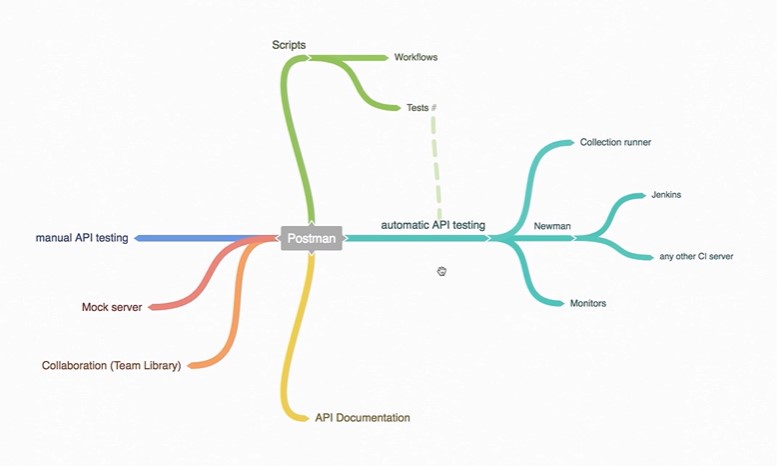 Scripts
Workflows
Tests #
Collection runner
Jenkins
automatic API testing
Newman
manual API testing
Postman
any other CI server
Mock server
Monitors
Collaboration (Team Library)
API Documentation